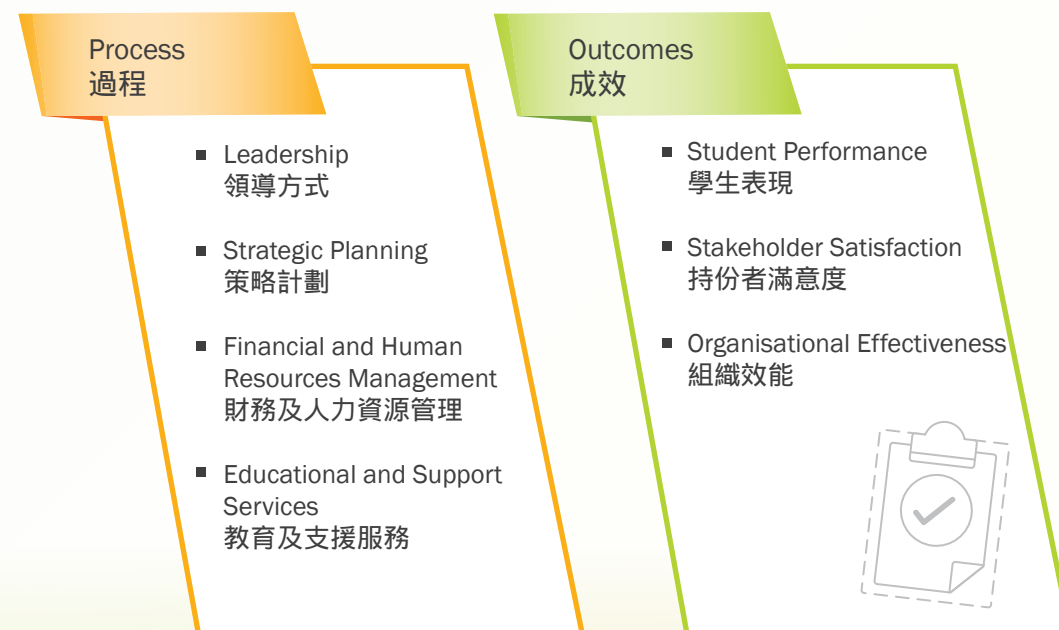 Process
過程
Leadership
領導方式
Strategic Planning
策略計劃
Financial and Human
Resources Management
財務及人力資源管理
Educational and Support
Services
教育及支援服務
Outcomes
成效
Student Performance
學生表現
Stakeholder Satisfaction
持份者滿意度
Organisational Effectiveness
組織效能